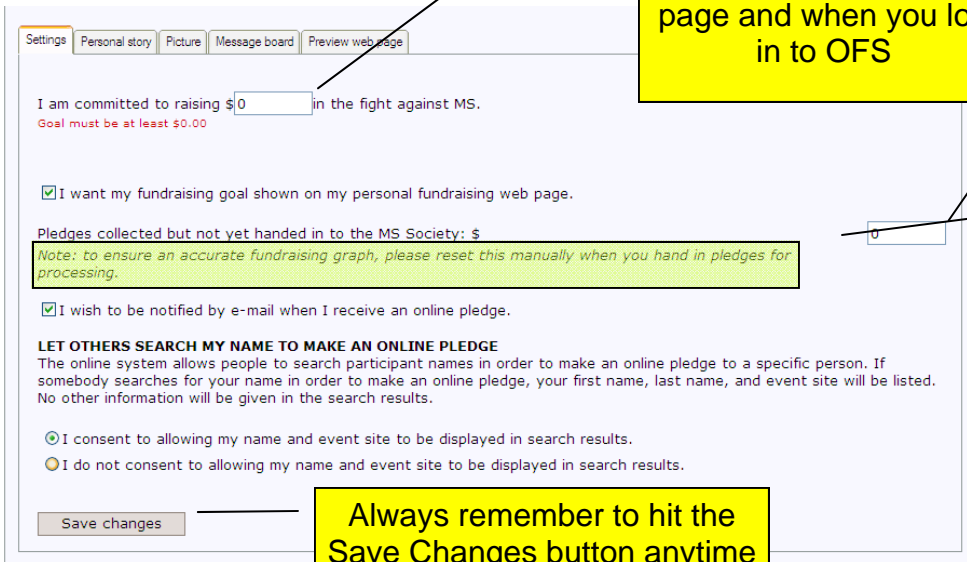 page and when you lo
in to OFS
Settings Personal story Picture Message board Preview web page
I am committed to raising $ 0 in the fight against MS.
Goal must be at least $0.00
I want my fundraising goal shown on my personal fundraising web page.
Pledges collected but not yet handed in to the MS Society: $ 0
Note: to ensure an accurate fundraising graph, please reset this manually when you hand in pledges for
processing.
I wish to be notified by e-mail when I receive an online pledge.
LET OTHERS SEARCH MY NAME TO MAKE AN ONLINE PLEDGE
The online system allows people to search participant names in order to make an online pledge to a specific person. If
somebody searches for your name in order to make an online pledge, your first name, last name, and event site will be listed.
No other information will be given in the search results.
I consent to allowing my name and event site to be displayed in search results.
I do not consent to allowing my name and event site to be displayed in search results.
Save changes
Always remember to hit the
Save Changes button anytime